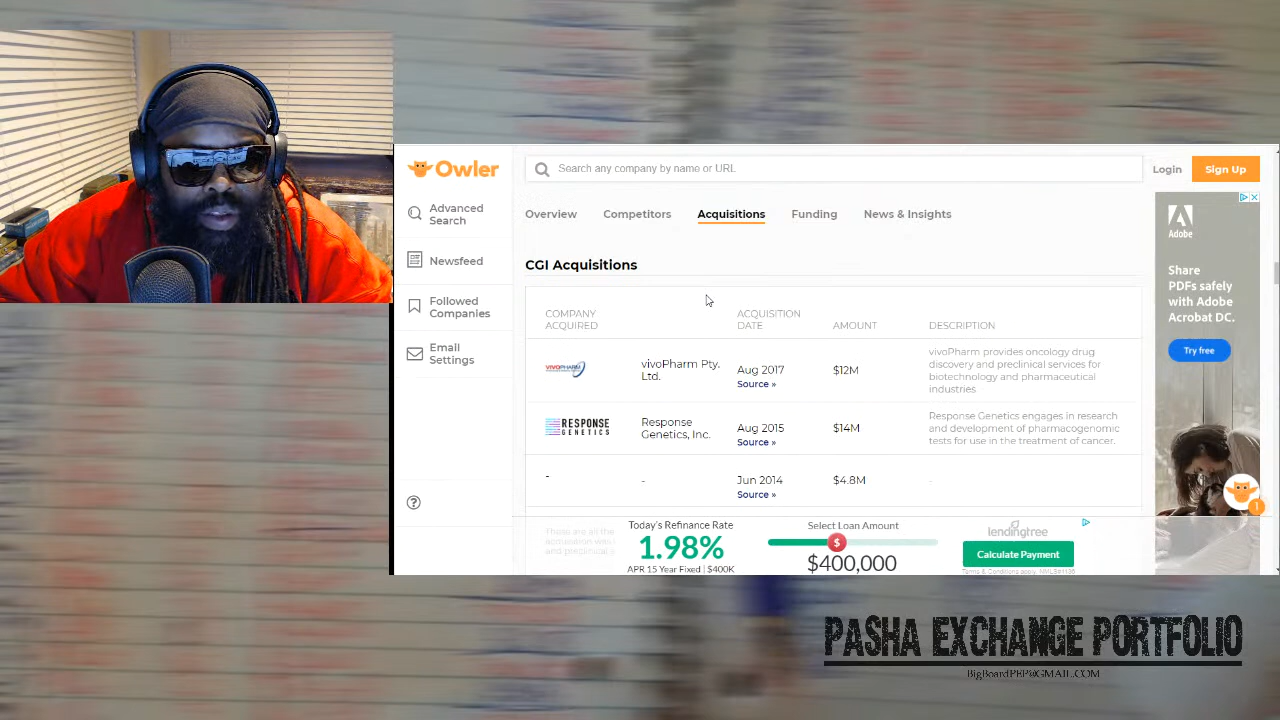 Owler
Search any company by name or URL
Login
Sign Up
Advanced
Search
Newsfeed
Followed
Companies
Email
Settings
Overview
Competitors
Acquisitions
Funding
News & Insights
CGI Acquisitions
COMPANY
ACQUIRED
ACQUISITION
DATE
AMOUNT
DESCRIPTION
VIVOPHARM
vivoPharm Pty.
Ltd.
Aug 2017
Source »
$12M
vivoPharm provides oncology drug
discovery and preclinical services for
biotechnology and pharmaceutical
industries
RESPONSE
GENETICS
Response
Genetics, Inc.
Aug 2015
Source »
$14M
Response Genetics engages in research
and development of pharmacogenomic
tests for use in the treatment of cancer.
-
-
Jun 2014
Source »
$4.8M
-
Today's Refinance Rate
1.98%
APR 15 Year Fixed | $400K
Select Loan Amount
$
$400,000
lendingtree
Calculate Payment
Adobe
Share
PDFs safely
with Adobe
Acrobat DC.
Try free
1
PASHA EXCHANGE PORTFOLIO
BigBoardPEP@GMAIL.COM